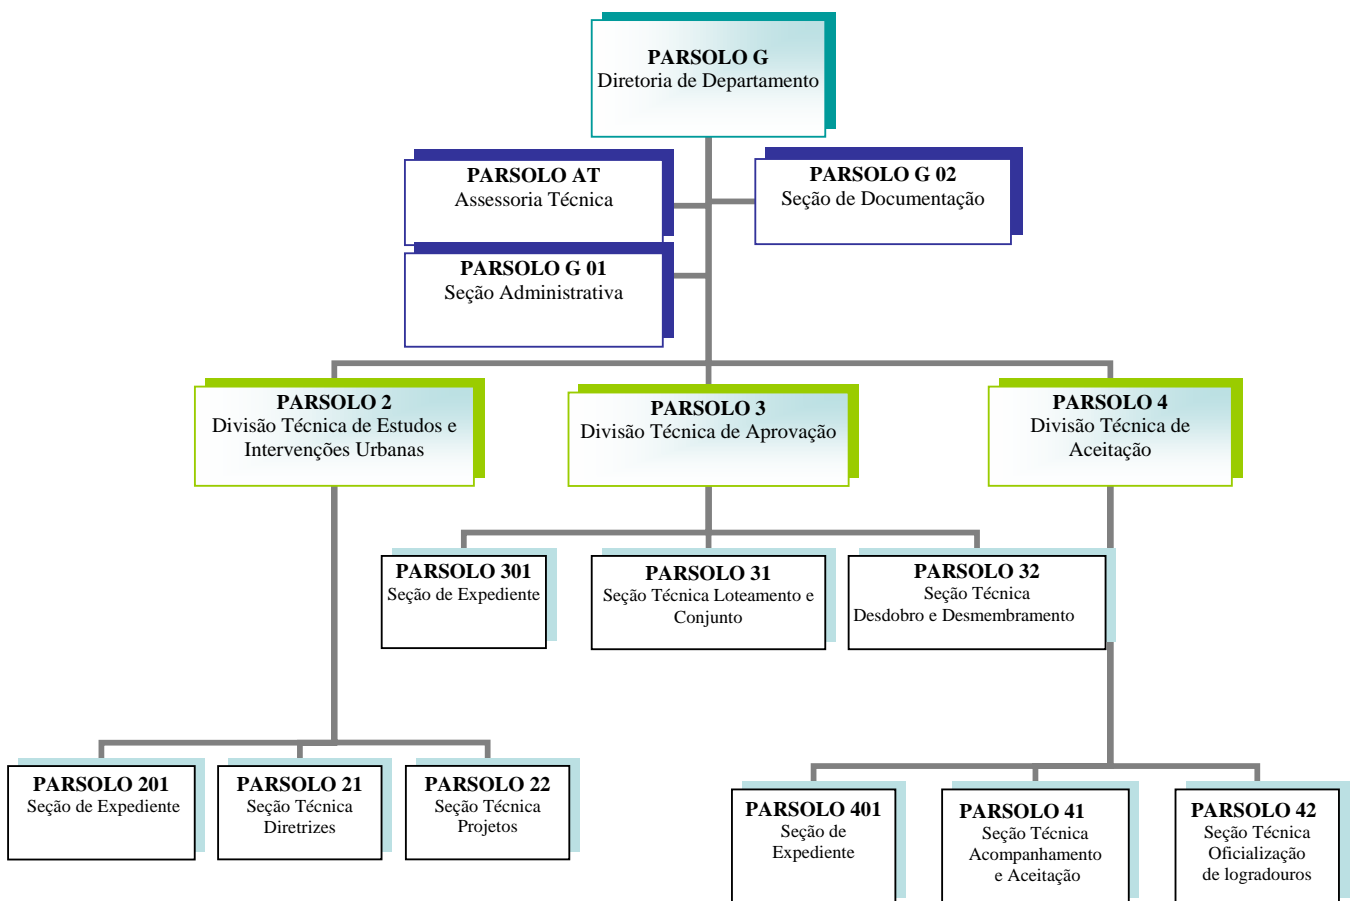 PARSOLO G
Diretoria de Departamento
PARSOLO AT
Assessoria Técnica
PARSOLO G 02
Seção de Documentação
PARSOLO G 01
Seção Administrativa
PARSOLO 2
Divisão Técnica de Estudos e
Intervenções Urbanas
PARSOLO 3
Divisão Técnica de Aprovação
PARSOLO 4
Divisão Técnica de
Aceitação
PARSOLO 301
Seção de Expediente
PARSOLO 31
Seção Técnica Loteamento e
Conjunto
PARSOLO 32
Seção Técnica
Desdobro e Desmembramento
PARSOLO 201
Seção de Expediente
PARSOLO 21
Seção Técnica
Diretrizes
PARSOLO 22
Seção Técnica
Projetos
PARSOLO 401
Seção de
Expediente
PARSOLO 41
Seção Técnica
Acompanhamento
e Aceitação
PARSOLO 42
Seção Técnica
Oficialização
de logradouros